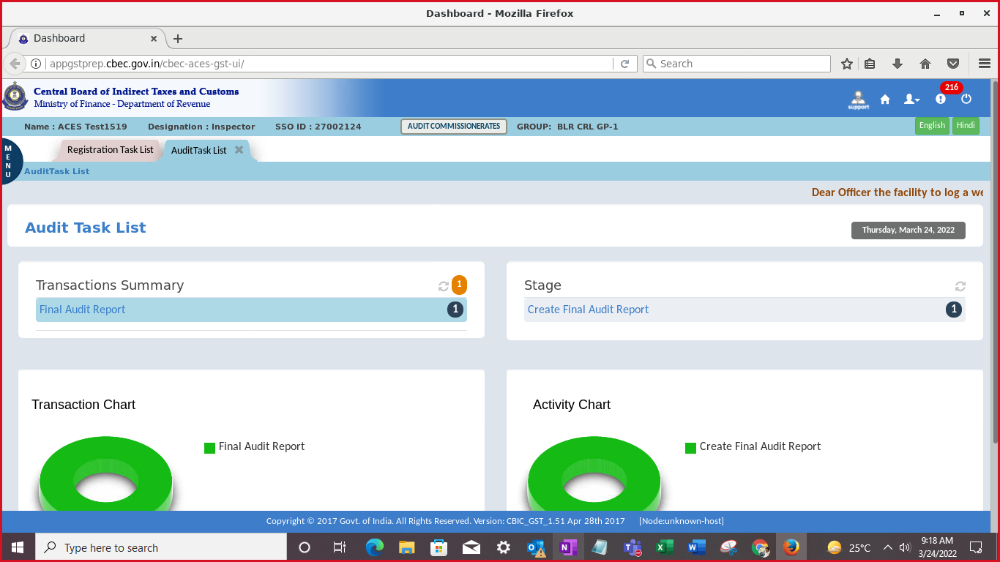 Dashboard - Mozilla Firefox
Dashboard
appgstprep.cbec.gov.in/cbec-aces-gst-ui/
Search
Central Board of Indirect Taxes and Customs
Ministry of Finance - Department of Revenue
support
216
Name : ACES Test1519 Designation : Inspector SSO ID : 27002124 AUDIT COMMISSIONERATES GROUP: BLR CRL GP-1 English Hindi
MENU
Registration Task List AuditTask List
AuditTask List
Dear Officer the facility to log a we
Audit Task List
Thursday, March 24, 2022
Transactions Summary 1
Final Audit Report 1
Stage
Create Final Audit Report 1
Transaction Chart
Final Audit Report
Activity Chart
Create Final Audit Report
Copyright © 2017 Govt. of India. All Rights Reserved. Version: CBIC_GST_1.51 Apr 28th 2017 [Node:unknown-host]
Type here to search
25°C
9:18 AM
3/24/2022